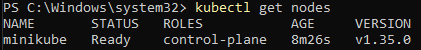 PS C:\Windows\system32> kubectl get nodes
NAME STATUS ROLES AGE VERSION
minikube Ready control-plane 8m26s v1.35.0